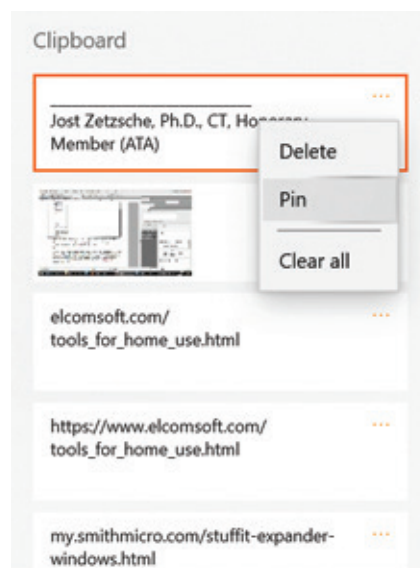 Clipboard
Jost Zetzsche, Ph.D., CT, Honorary
Member (ATA)
Delete
Pin
Clear all
elcomsoft.com/
tools_for_home_use.html
https://www.elcomsoft.com/
tools_for_home_use.html
my.smithmicro.com/stuffit-expander-
windows.html